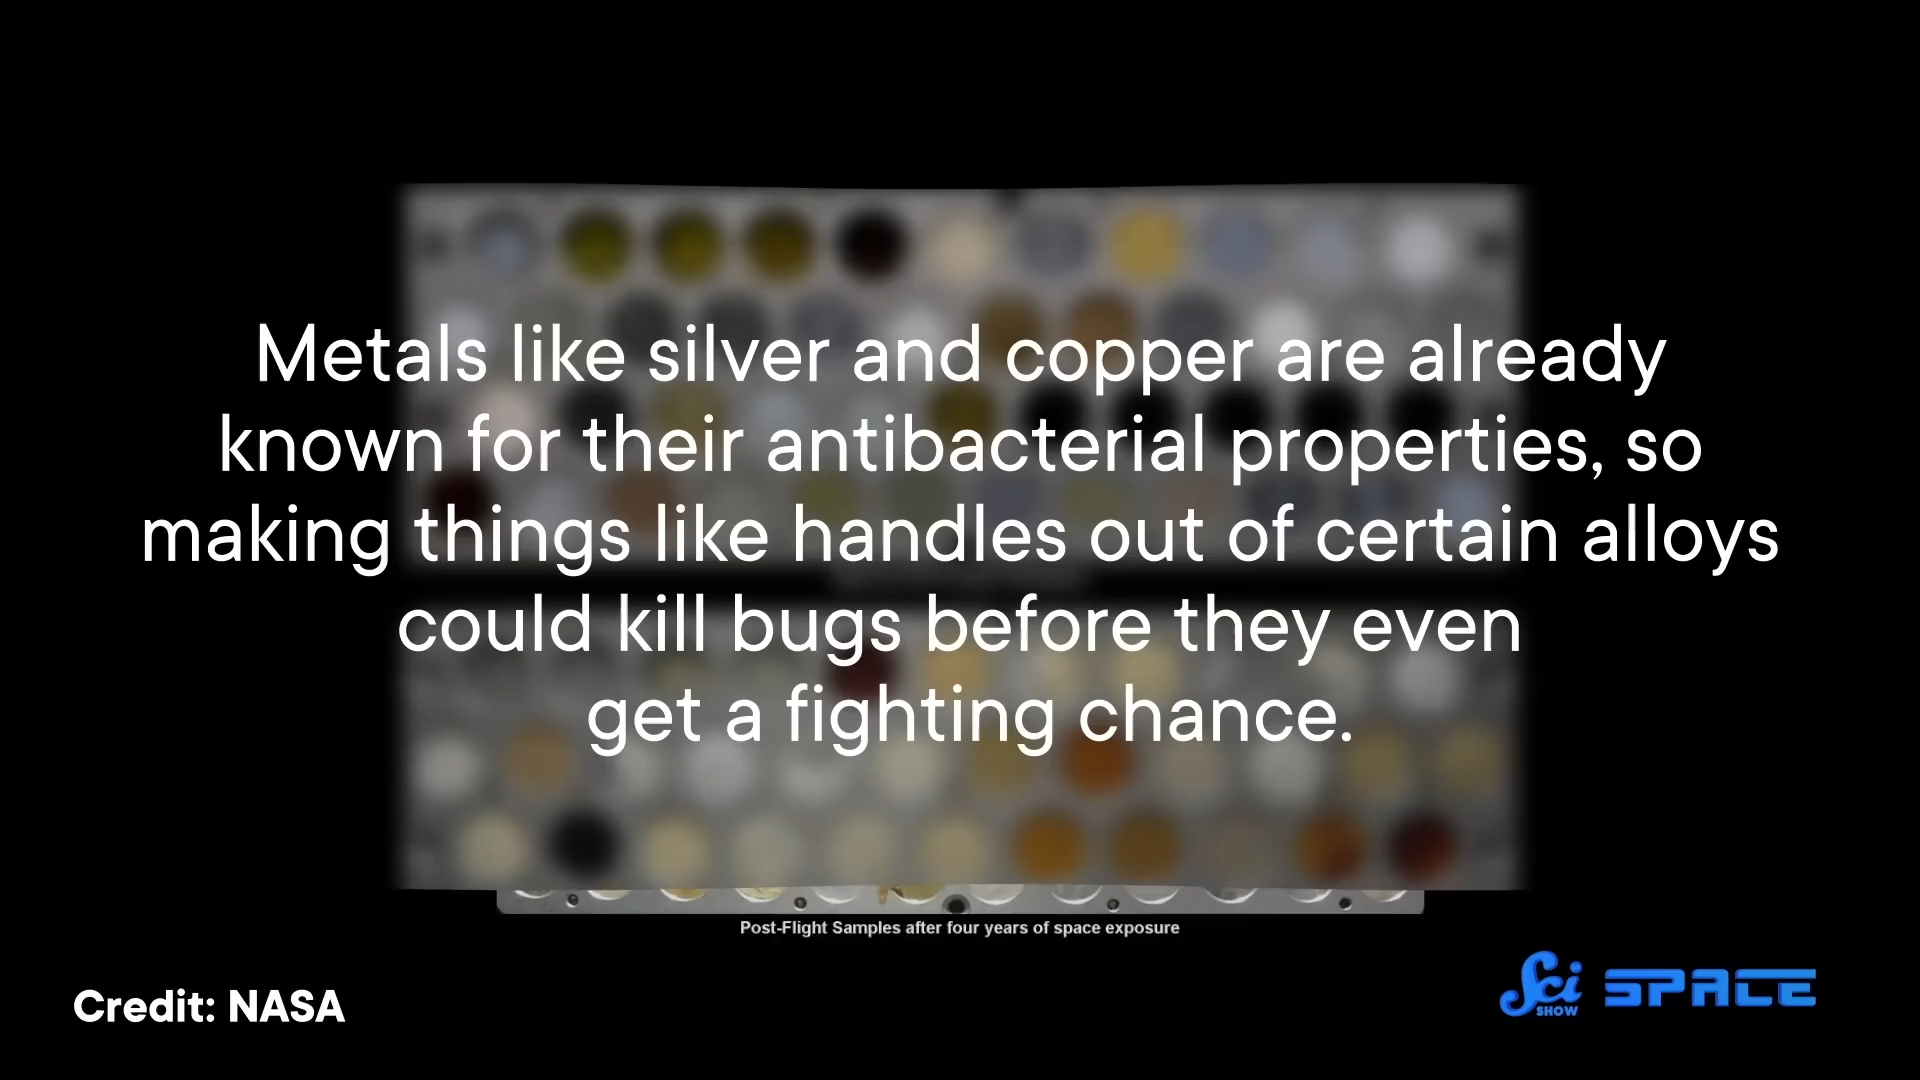 Metals like silver and copper are already
known for their antibacterial properties, so
making things like handles out of certain alloys
could kill bugs before they even
get a fighting chance.
Post-Flight Samples after four years of space exposure
Credit: NASA
Sci SHOW SPACE